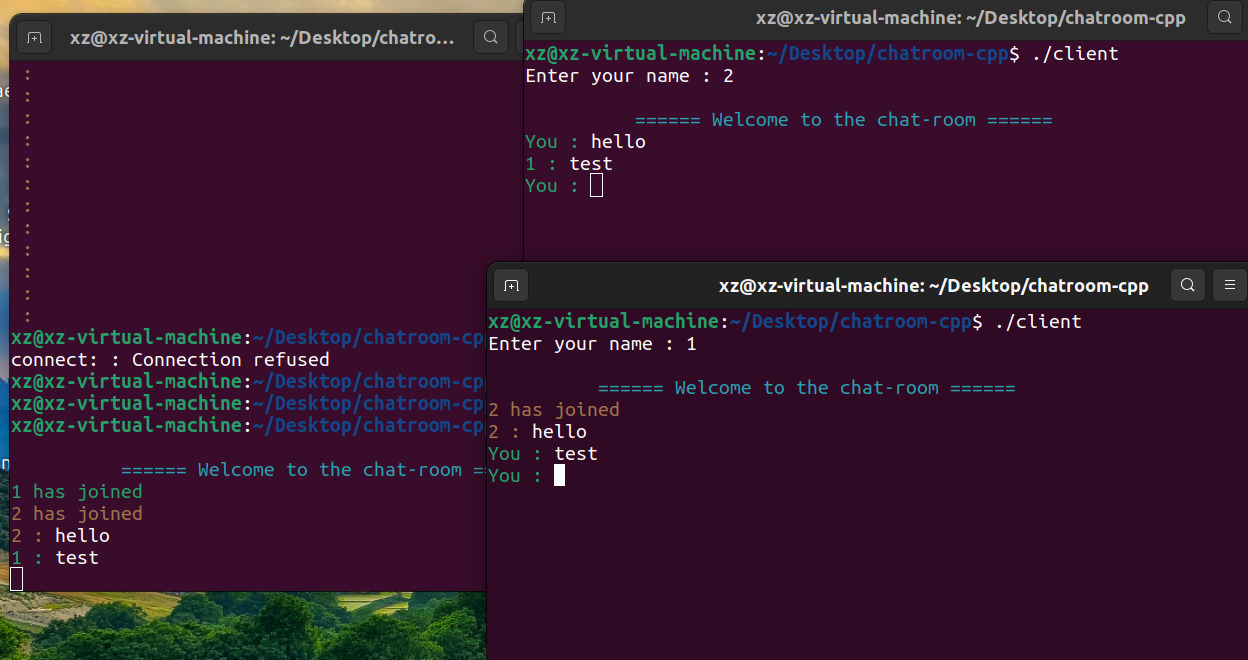 xz@xz-virtual-machine: ~/Desktop/chatro...
:
:
:
:
:
:
:
:
:
:
:
:
xz@xz-virtual-machine:~/Desktop/chatroom-cp
connect: : Connection refused
xz@xz-virtual-machine:~/Desktop/chatroom-cp
xz@xz-virtual-machine:~/Desktop/chatroom-cp
xz@xz-virtual-machine:~/Desktop/chatroom-cp
====== Welcome to the chat-room =
1 has joined
2 has joined
2 : hello
1 : test
xz@xz-virtual-machine: ~/Desktop/chatroom-cpp
xz@xz-virtual-machine:~/Desktop/chatroom-cpp$ ./client
Enter your name : 2
====== Welcome to the chat-room ======
You : hello
1 : test
You :
xz@xz-virtual-machine: ~/Desktop/chatroom-cpp
xz@xz-virtual-machine:~/Desktop/chatroom-cpp$ ./client
Enter your name : 1
====== Welcome to the chat-room ======
2 has joined
2 : hello
You : test
You :